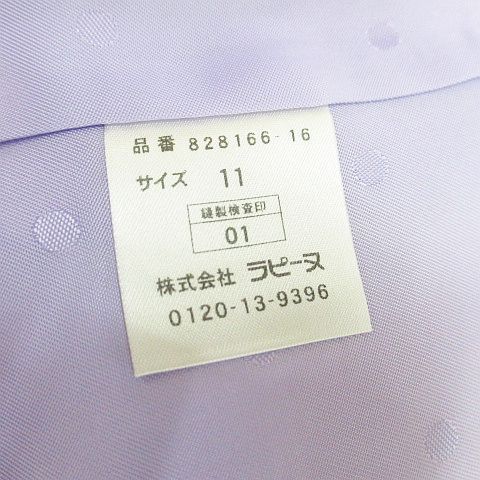 品番 828166-16
サイズ 11
縫製検査印
01
株式会社 ラピーヌ
0120-13-9396